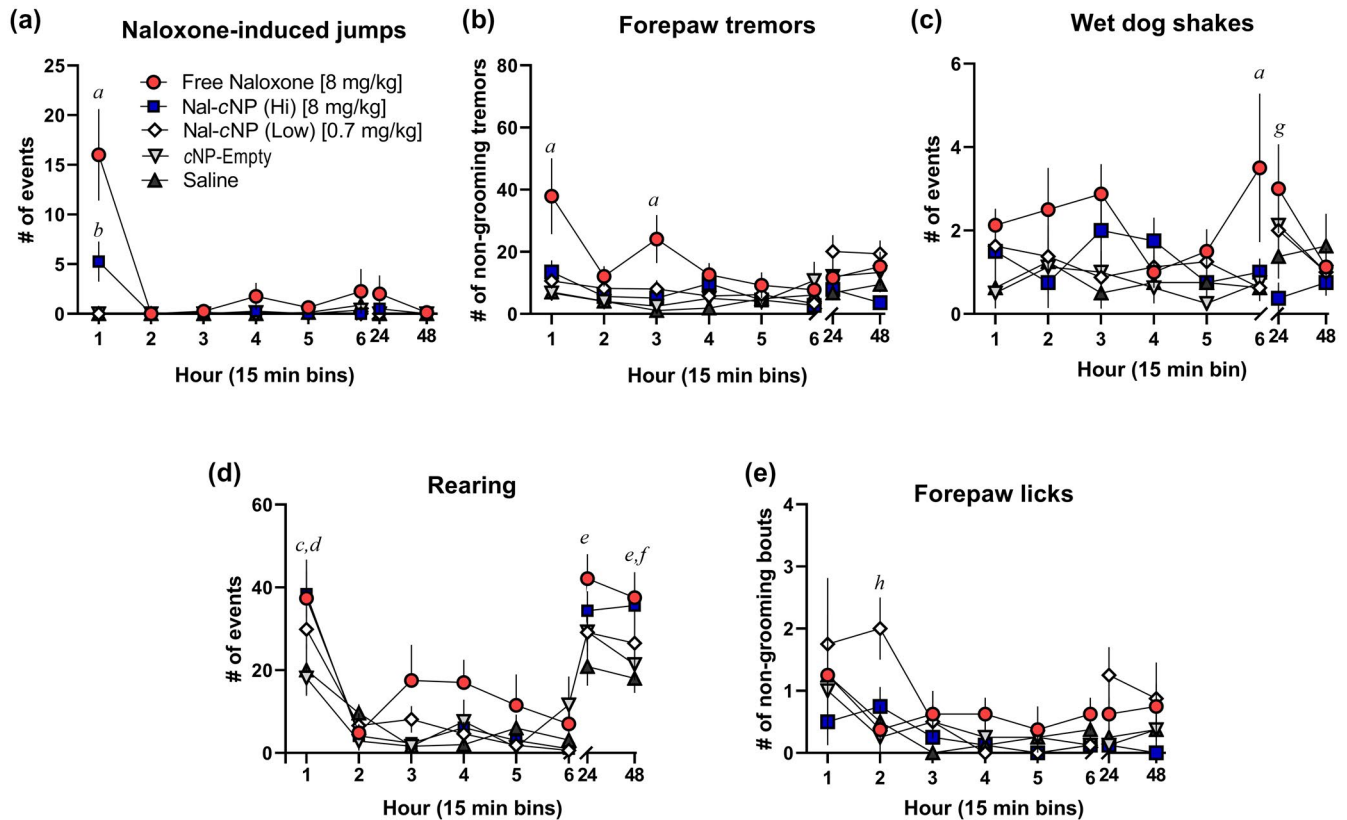 (a)
Naloxone-induced jumps
# of events
25
20
15
10
5
0
a
b
Free Naloxone [8 mg/kg]
Nal-cNP (Hi) [8 mg/kg]
Nal-cNP (Low) [0.7 mg/kg]
cNP-Empty
Saline
1 2 3 4 5 6 24 48
Hour (15 min bins)
(b)
Forepaw tremors
# of non-grooming tremors
80
60
40
20
0
a
a
1 2 3 4 5 6 24 48
Hour (15 min bins)
(c)
Wet dog shakes
# of events
6
4
2
0
a
g
1 2 3 4 5 6 24 48
Hour (15 min bin)
(d)
Rearing
# of events
60
40
20
0
c,d
e
e,f
1 2 3 4 5 6 24 48
Hour (15 min bins)
(e)
Forepaw licks
# of non-grooming bouts
4
3
2
1
0
h
1 2 3 4 5 6 24 48
Hour (15 min bins)